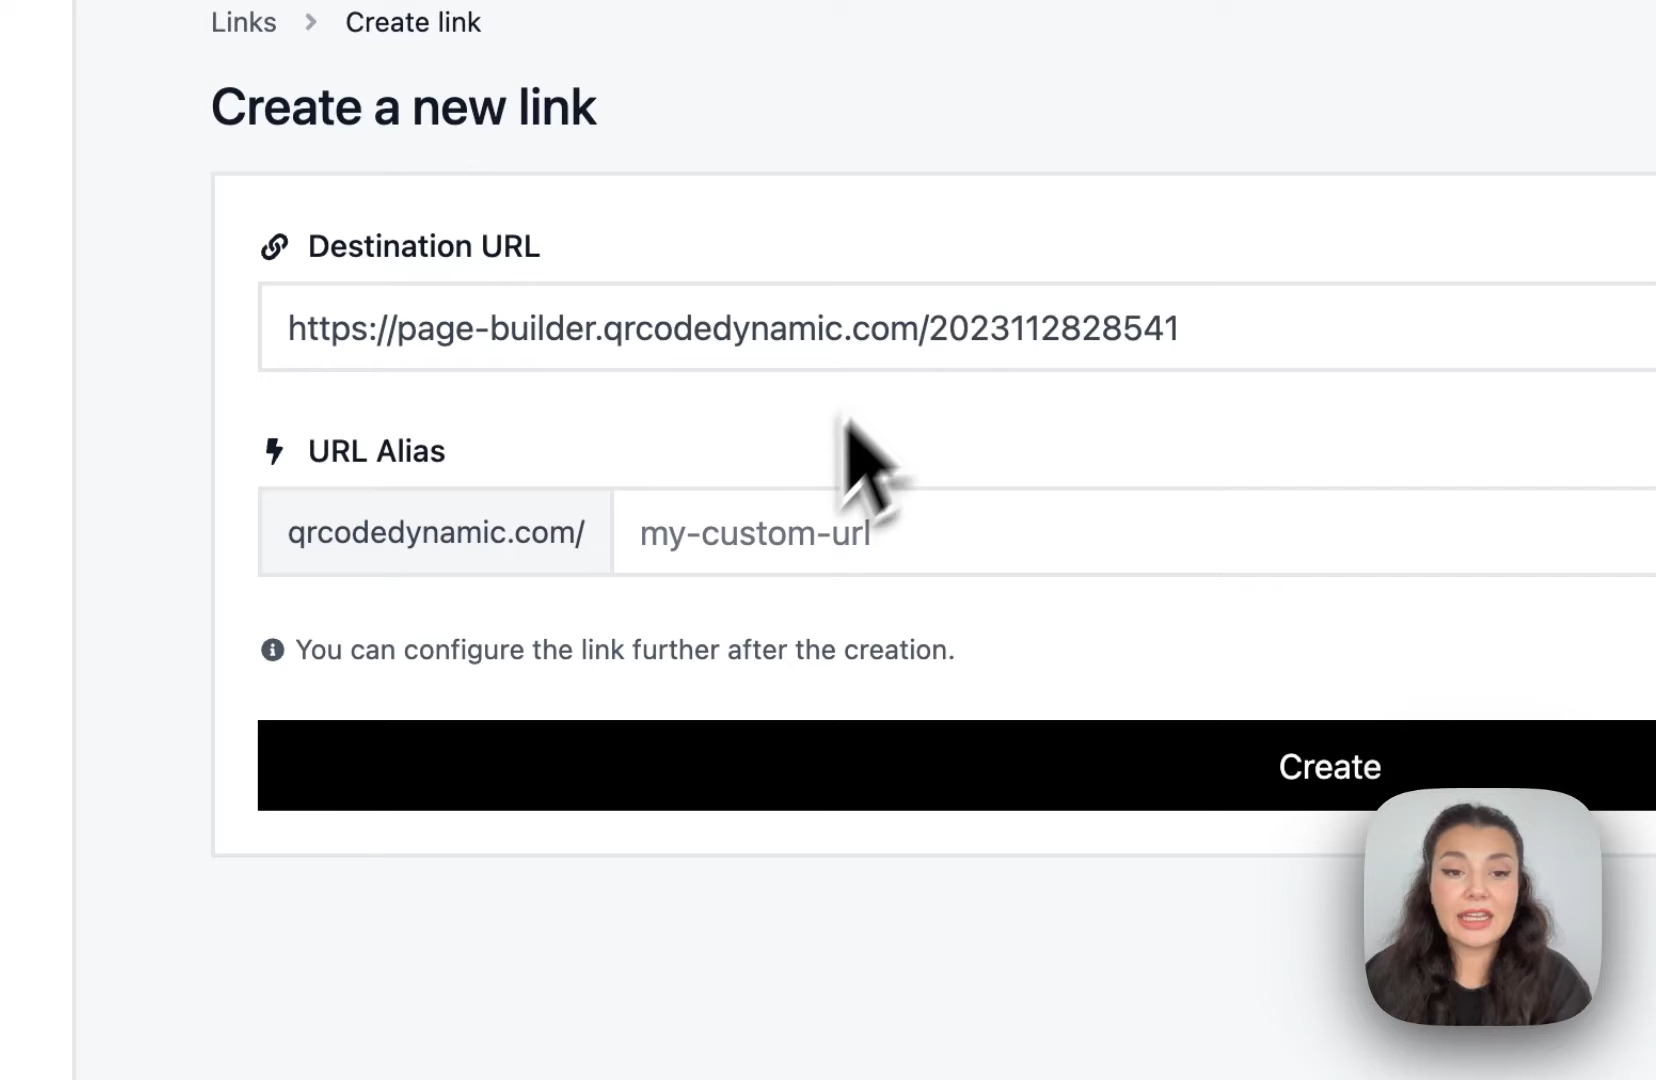 Links > Create link
Create a new link
Destination URL
https://page-builder.qrcodedynamic.com/2023112828541
URL Alias
qrcodedynamic.com/ my-custom-url
You can configure the link further after the creation.
Create